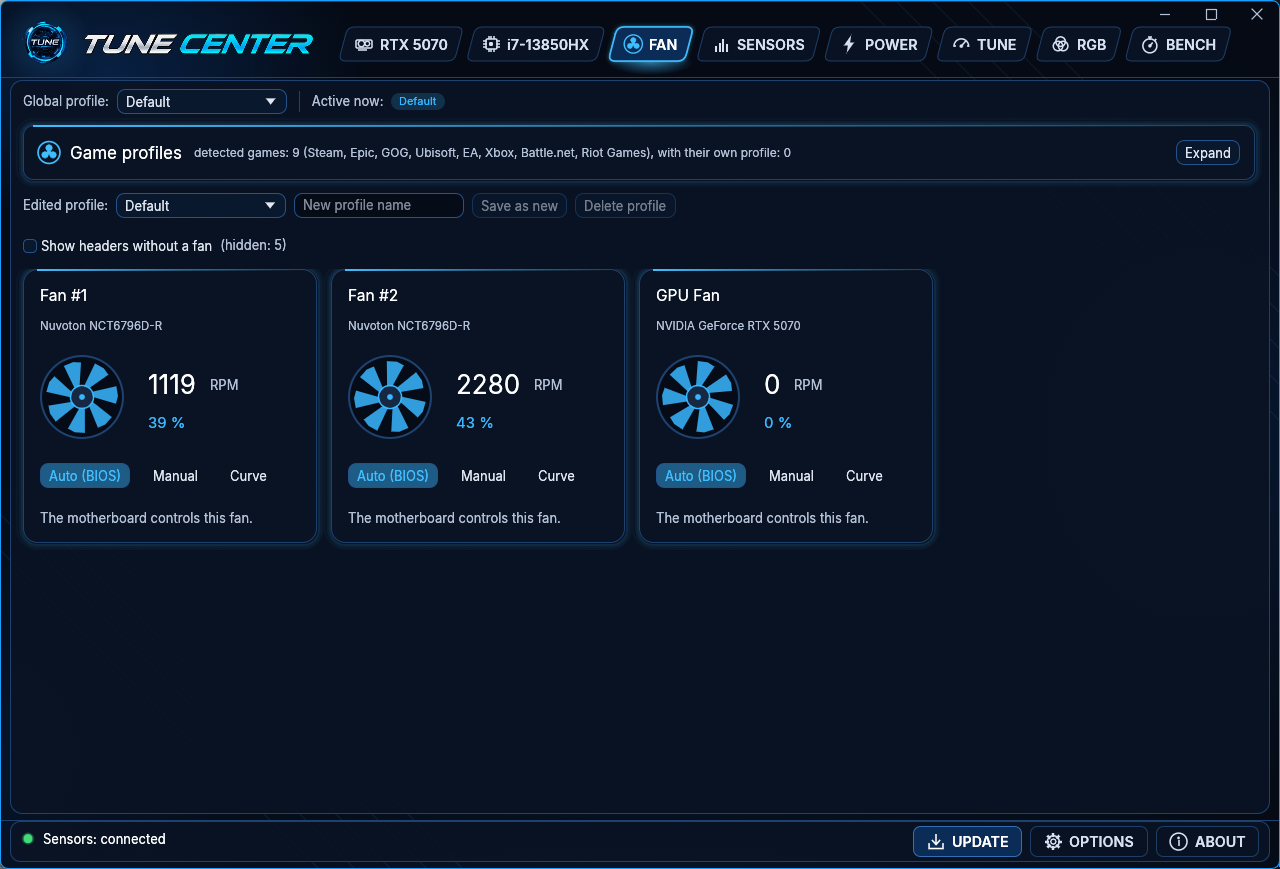 TUNE TUNE CENTER
RTX 5070
i7-13850HX
FAN
SENSORS
POWER
TUNE
RGB
BENCH
Global profile: Default
Active now: Default
Game profiles detected games: 9 (Steam, Epic, GOG, Ubisoft, EA, Xbox, Battle.net, Riot Games), with their own profile: 0
Expand
Edited profile: Default
New profile name
Save as new
Delete profile
Show headers without a fan (hidden: 5)
Fan #1
Nuvoton NCT6796D-R
1119 RPM
39 %
Auto (BIOS) Manual Curve
The motherboard controls this fan.
Fan #2
Nuvoton NCT6796D-R
2280 RPM
43 %
Auto (BIOS) Manual Curve
The motherboard controls this fan.
GPU Fan
NVIDIA GeForce RTX 5070
0 RPM
0 %
Auto (BIOS) Manual Curve
The motherboard controls this fan.
Sensors: connected
UPDATE
OPTIONS
ABOUT